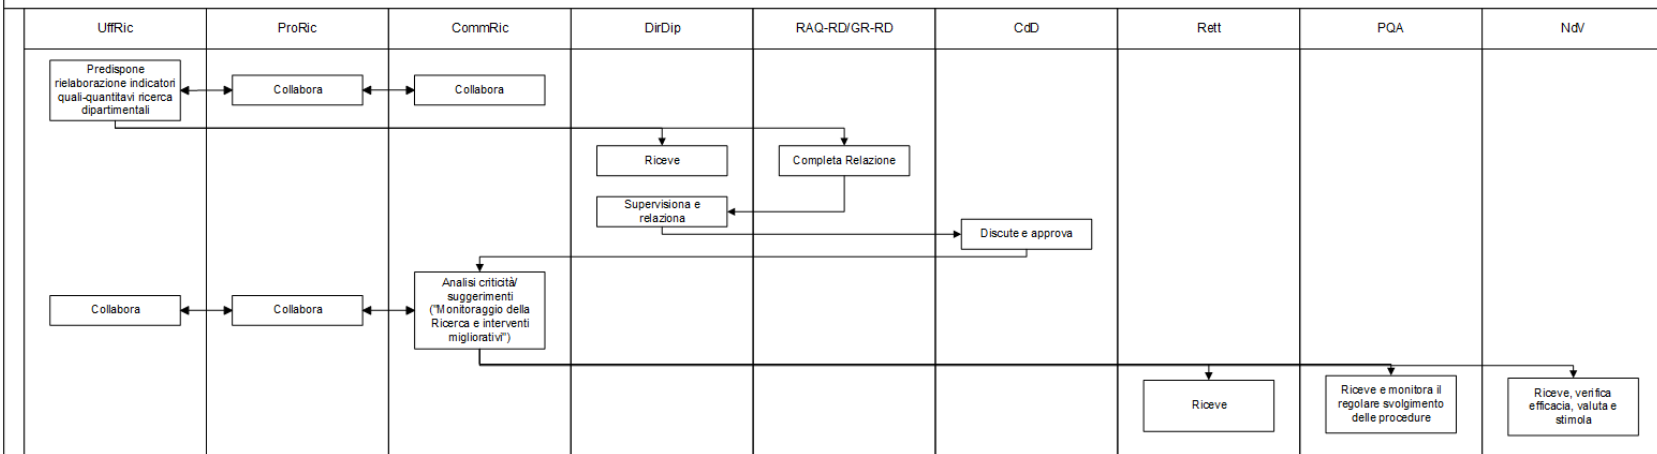 UffRic
ProRic
CommRic
DirDip
RAQ-RD/GR-RD
CdD
Rett
PQA
NdV
Predispone
rielaborazione indicatori
quali-quantitavi ricerca
dipartimentali
Collabora
Collabora
Riceve
Completa Relazione
Supervisiona e
relaziona
Discute e approva
Collabora
Collabora
Analisi criticità/
suggerimenti
("Monitoraggio della
Ricerca e interventi
migliorativi")
Riceve
Riceve e monitora il
regolare svolgimento
delle procedure
Riceve, verifica
efficacia, valuta e
stimola